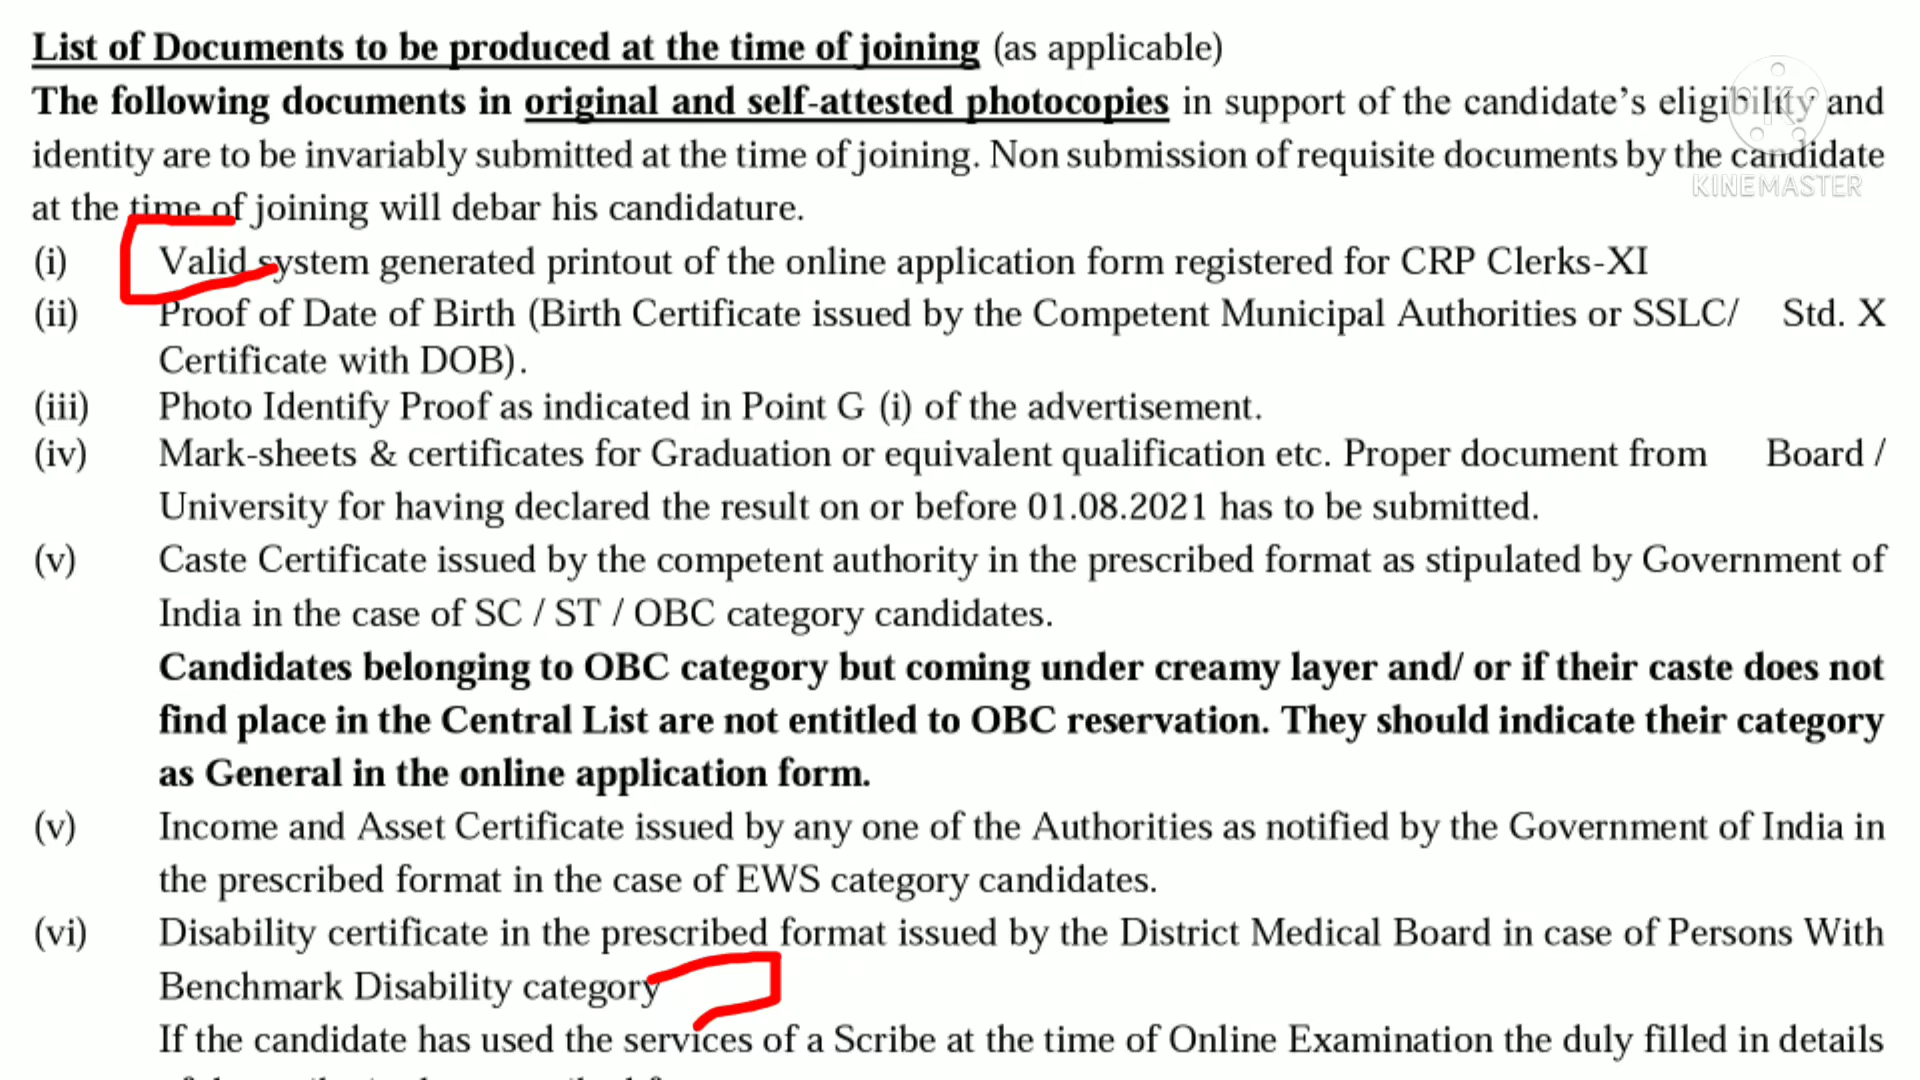 List of Documents to be produced at the time of joining (as applicable)
The following documents in original and self-attested photocopies in support of the candidate's eligibility and
identity are to be invariably submitted at the time of joining. Non submission of requisite documents by the candidate
at the time of joining will debar his candidature.
KINEMASTER
(i) Valid system generated printout of the online application form registered for CRP Clerks-XI
(ii) Proof of Date of Birth (Birth Certificate issued by the Competent Municipal Authorities or SSLC/ Std. X
Certificate with DOB).
(iii) Photo Identify Proof as indicated in Point G (i) of the advertisement.
(iv) Mark-sheets & certificates for Graduation or equivalent qualification etc. Proper document from Board /
University for having declared the result on or before 01.08.2021 has to be submitted.
(v) Caste Certificate issued by the competent authority in the prescribed format as stipulated by Government of
India in the case of SC / ST / OBC category candidates.
Candidates belonging to OBC category but coming under creamy layer and/ or if their caste does not
find place in the Central List are not entitled to OBC reservation. They should indicate their category
as General in the online application form.
(v) Income and Asset Certificate issued by any one of the Authorities as notified by the Government of India in
the prescribed format in the case of EWS category candidates.
(vi) Disability certificate in the prescribed format issued by the District Medical Board in case of Persons With
Benchmark Disability category
If the candidate has used the services of a Scribe at the time of Online Examination the duly filled in details